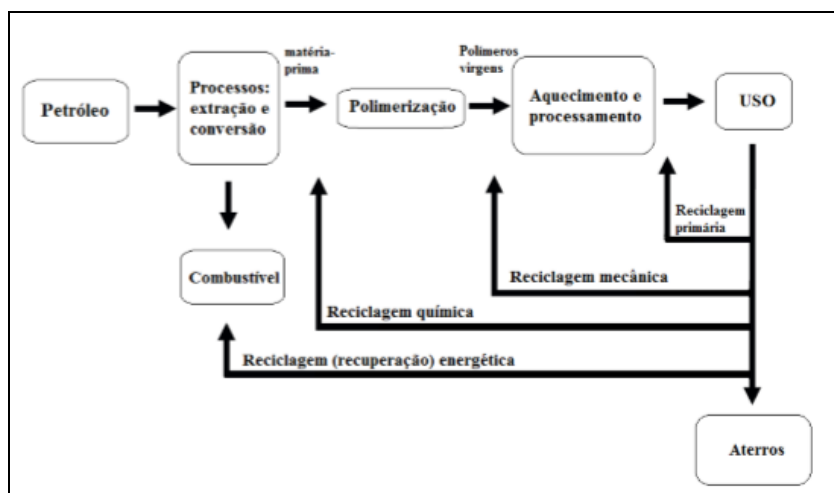 Petróleo
Processos:
extração e
conversão
matéria-
prima
Polimerização
Polímeros
virgens
Aquecimento e
processamento
USO
Reciclagem
primária
Combustível
Reciclagem mecânica
Reciclagem química
Reciclagem (recuperação) energética
Aterros